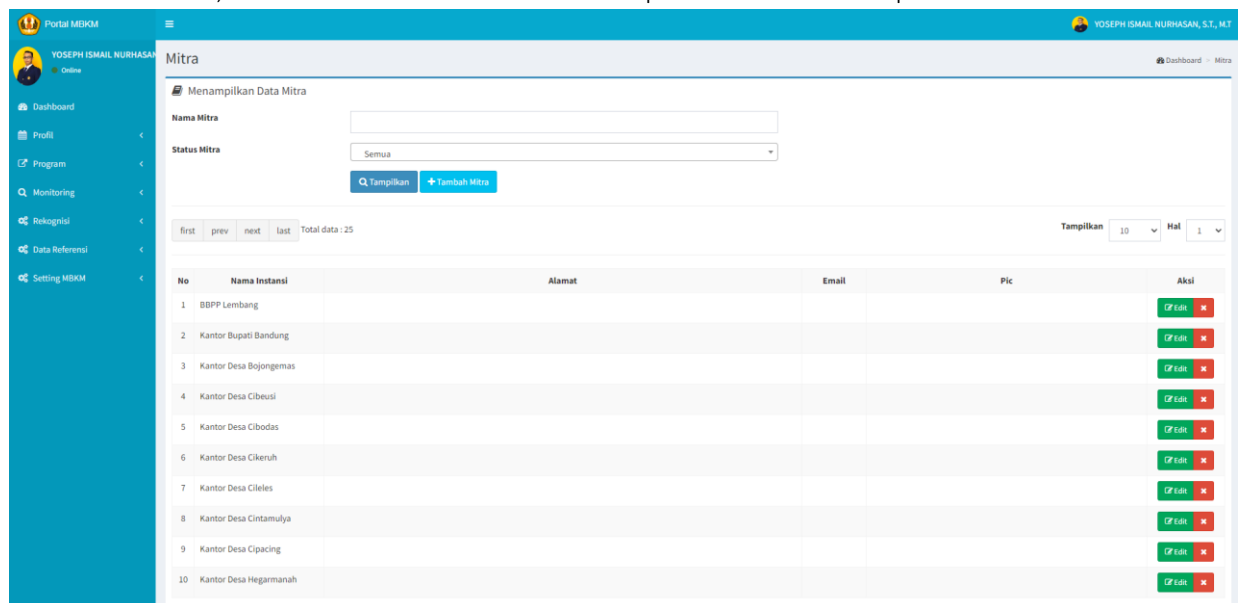 Portal MBKM
YOSEPH ISMAIL NURHASAN, S.T., M.T
YOSEPH ISMAIL NURHASAN
Online
Dashboard
Profil
Program
Monitoring
Rekognisi
Data Referensi
Setting MBKM
Mitra
Dashboard > Mitra
Menampilkan Data Mitra
Nama Mitra
Status Mitra Semua
Tampilkan +Tambah Mitra
first prev next last Total data : 25 Tampilkan 10 Hal 1
No Nama Instansi Alamat Email Pic Aksi
1 BBPP Lembang Edit
2 Kantor Bupati Bandung Edit
3 Kantor Desa Bojongemas Edit
4 Kantor Desa Cibeusi Edit
5 Kantor Desa Cibodas Edit
6 Kantor Desa Cikeruh Edit
7 Kantor Desa Cileles Edit
8 Kantor Desa Cintamulya Edit
9 Kantor Desa Cipacing Edit
10 Kantor Desa Hegarmanah Edit